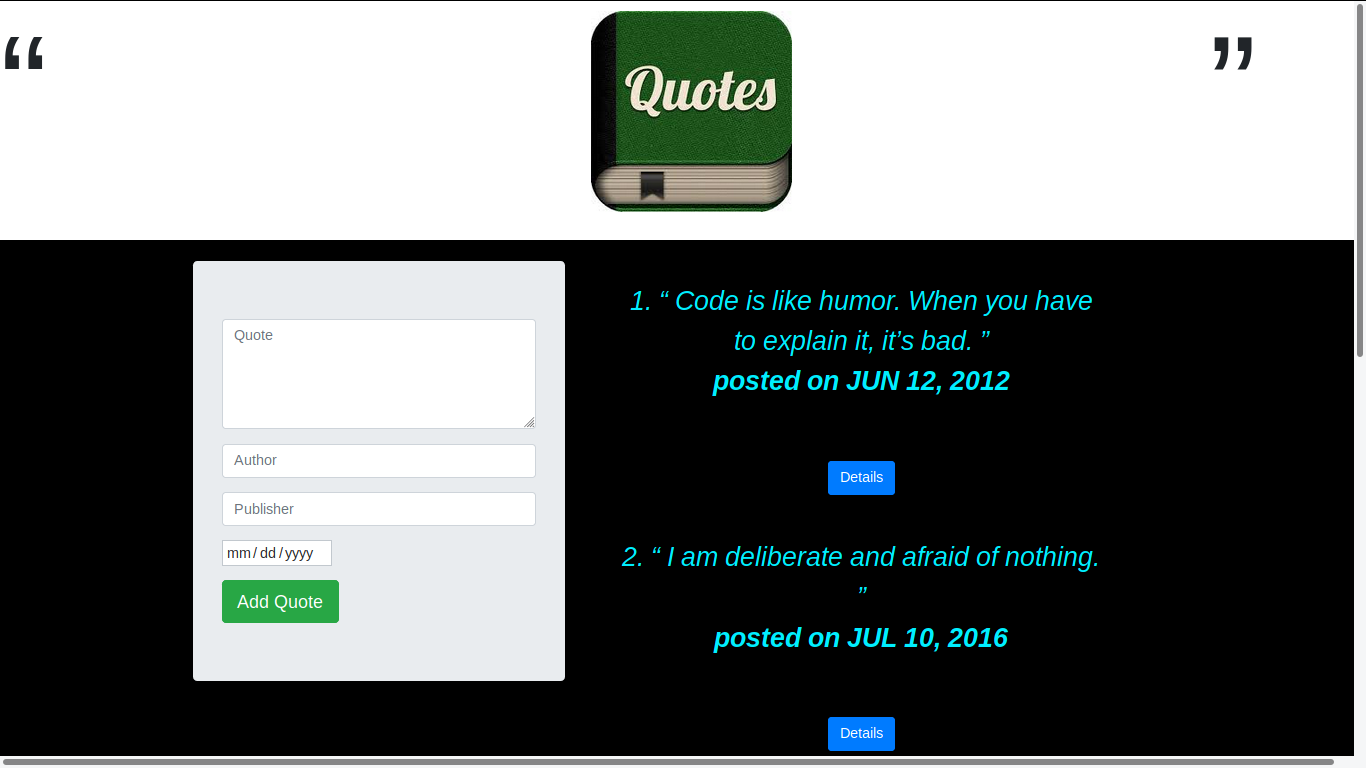 “ ”
Quotes
Quote
Author
Publisher
mm/dd/yyyy
Add Quote
1. “ Code is like humor. When you have
to explain it, it’s bad. ”
posted on JUN 12, 2012
Details
2. “ I am deliberate and afraid of nothing.
”
posted on JUL 10, 2016
Details